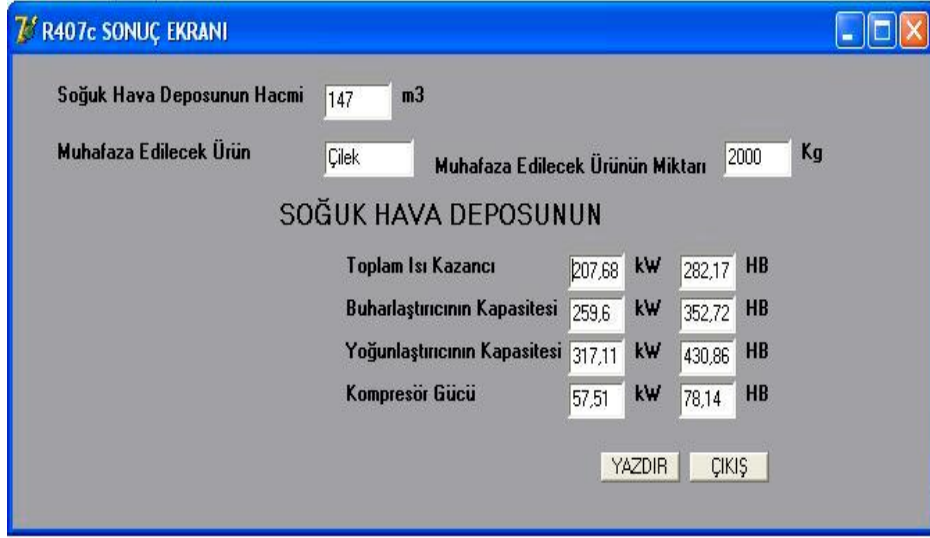 R407c SONUÇ EKRANI
Soğuk Hava Deposunun Hacmi 147 m3
Muhafaza Edilecek Ürün Çilek Muhafaza Edilecek Ürünün Miktarı 2000 Kg
SOĞUK HAVA DEPOSUNUN
Toplam Isı Kazancı 207,68 kW 282,17 HB
Buharlaştırıcının Kapasitesi 259,6 kW 352,72 HB
Yoğunlaştırıcının Kapasitesi 317,11 kW 430,86 HB
Kompresör Gücü 57,51 kW 78,14 HB
YAZDIR ÇIKIŞ